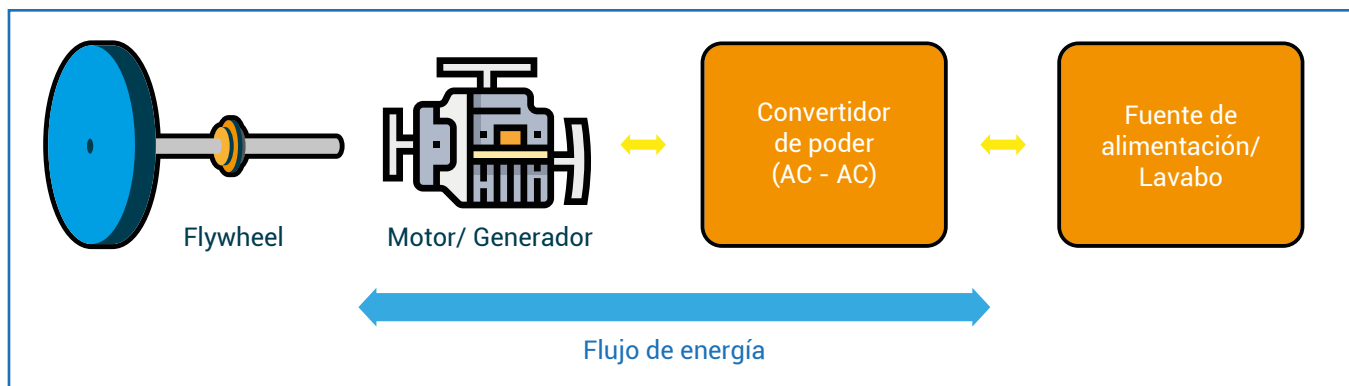 Flywheel
Motor/ Generador
Convertidor
de poder
(AC - AC)
Fuente de
alimentación/
Lavabo
Flujo de energía